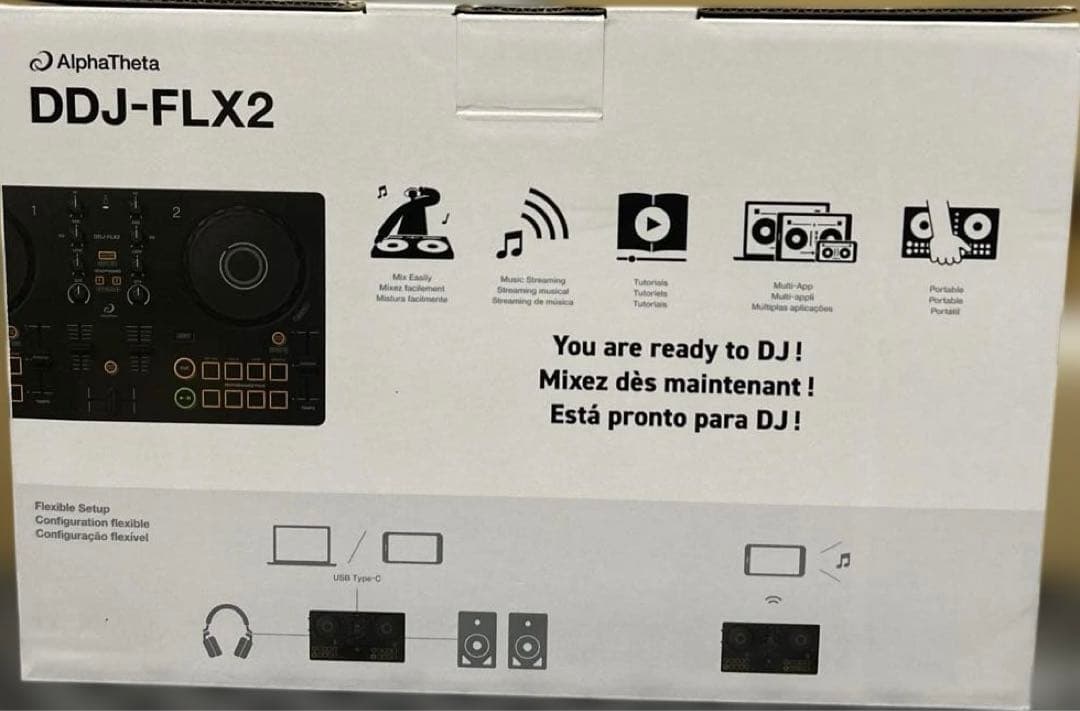 AlphaTheta
DDJ-FLX2
1
2
DDJ-FLX2
Mix Easily
Mixez facilement
Mistura facilmente
Music Streaming
Streaming musical
Streaming de música
Tutorials
Tutoriels
Tutoriais
Multi-App
Multi-appli
Múltiplas aplicações
Portable
Portable
Portátil
You are ready to DJ!
Mixez dès maintenant !
Está pronto para DJ!
Flexible Setup
Configuration flexible
Configuração flexível
USB Type-C